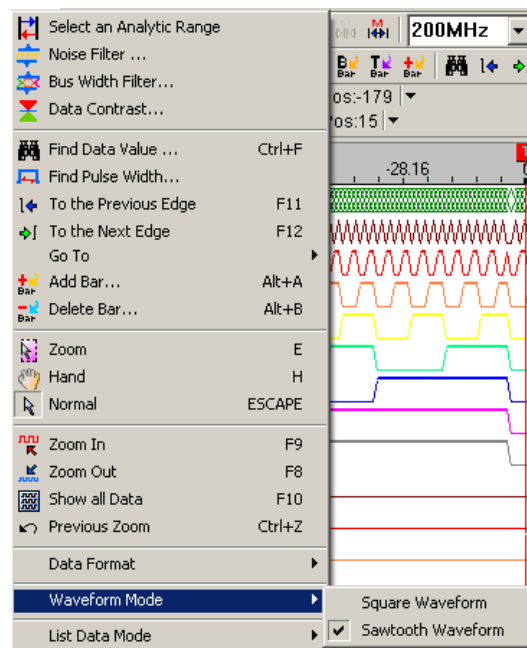 Select an Analytic Range
Noise Filter ...
Bus Width Filter...
Data Contrast...
Find Data Value ... Ctrl+F
Find Pulse Width...
To the Previous Edge F11
To the Next Edge F12
Go To
Add Bar... Alt+A
Delete Bar... Alt+B
Zoom E
Hand H
Normal ESCAPE
Zoom In F9
Zoom Out F8
Show all Data F10
Previous Zoom Ctrl+Z
Data Format
Waveform Mode
List Data Mode
Square Waveform
Sawtooth Waveform
M 200MHz
B Bar T Bar Bar
os:-179
os:15
-28.16
Bar
Bar